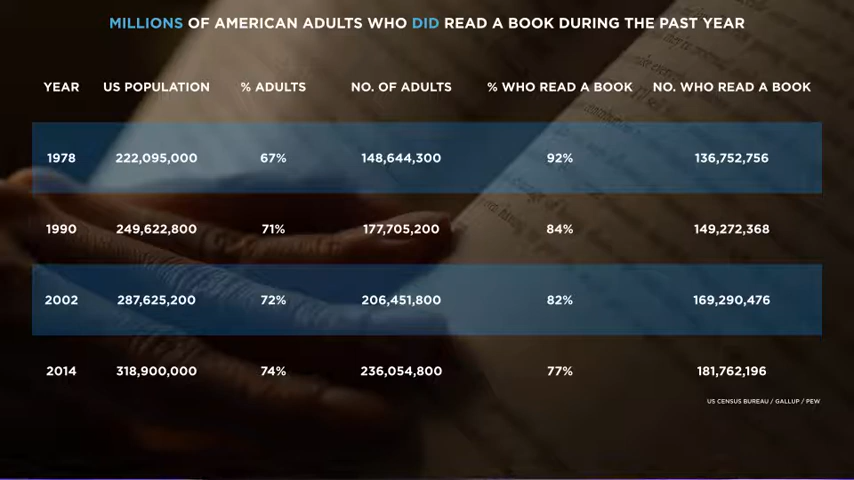 MILLIONS OF AMERICAN ADULTS WHO DID READ A BOOK DURING THE PAST YEAR
YEAR US POPULATION % ADULTS NO. OF ADULTS % WHO READ A BOOK NO. WHO READ A BOOK
1978 222,095,000 67% 148,644,300 92% 136,752,756
1990 249,622,800 71% 177,705,200 84% 149,272,368
2002 287,625,200 72% 206,451,800 82% 169,290,476
2014 318,900,000 74% 236,054,800 77% 181,762,196
US CENSUS BUREAU / GALLUP / PEW